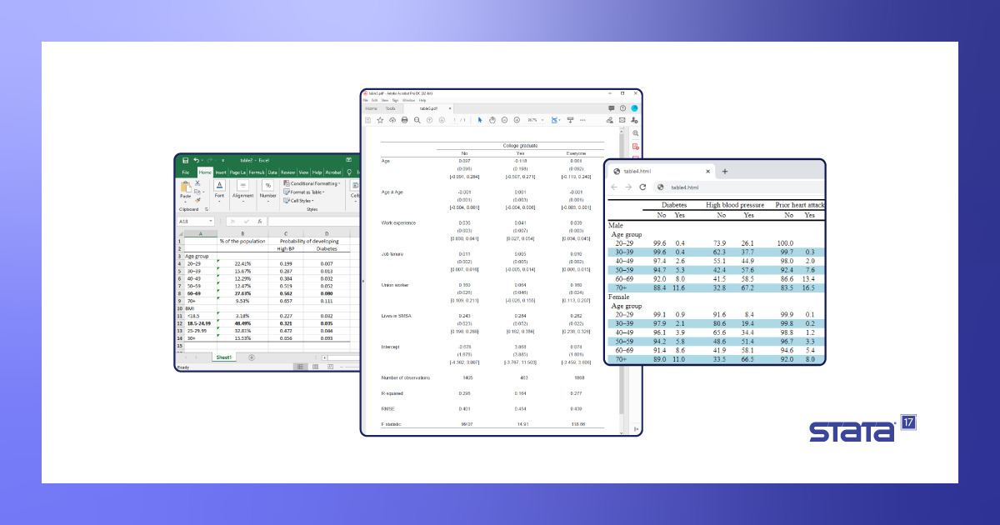 table2 - Excel
File Home Insert Page La Formula Data Review View Help Acrobat
Paste
Font
Alignment
Number
Conditional Formatting
Format as Table
Cell Styles
Cells
Clipboard
Styles
A18
A B C D
1 % of the population Probability of developing
2 High BP Diabetes
3 Age group
4 20–29 22.41% 0.199 0.007
5 30–39 15.67% 0.287 0.013
6 40–49 12.29% 0.384 0.032
7 50–59 12.47% 0.519 0.052
8 60–69 27.63% 0.562 0.080
9 70+ 9.53% 0.657 0.111
10 BMI
11 <18.5 3.18% 0.227 0.032
12 18.5-24.99 48.49% 0.321 0.035
13 25-29.99 32.81% 0.472 0.044
14 30+ 15.53% 0.656 0.093
15
Sheet1
Ready
table5.pdf - Adobe Acrobat Pro DC (32-bit)
File Edit View Sign Window Help
Home Tools table5.pdf
1 / 1
College graduate
No Yes Everyone
Age 0.097 -0.118 0.061
(0.096) (0.198) (0.092)
[-0.091, 0.284] [-0.507, 0.271] [-0.119, 0.240]
Age # Age -0.001 0.001 -0.001
(0.001) (0.003) (0.001)
[-0.004, 0.001] [-0.004, 0.006] [-0.003, 0.001]
Work experience 0.036 0.041 0.039
(0.003) (0.007) (0.003)
[0.030, 0.041] [0.027, 0.054] [0.034, 0.045]
Job tenure 0.011 0.005 0.010
(0.002) (0.005) (0.002)
[0.007, 0.016] [-0.005, 0.014] [0.006, 0.015]
Union worker 0.160 0.064 0.160
(0.026) (0.046) (0.024)
[0.109, 0.211] [-0.026, 0.155] [0.113, 0.207]
Lives in SMSA 0.243 0.284 0.282
(0.023) (0.052) (0.022)
[0.198, 0.288] [0.182, 0.386] [0.238, 0.326]
Intercept -0.678 3.868 0.074
(1.878) (3.885) (1.801)
[-4.362, 3.007] [-3.767, 11.503] [-3.459, 3.606]
Number of observations 1405 463 1868
R-squared 0.298 0.164 0.277
RMSE 0.401 0.454 0.439
F statistic 99.07 14.91 118.66
table4.html
table4.html
Diabetes High blood pressure Prior heart attack
No Yes No Yes No Yes
Male
Age group
20–29 99.6 0.4 73.9 26.1 100.0
30–39 99.6 0.4 62.3 37.7 99.7 0.3
40–49 97.4 2.6 55.1 44.9 98.0 2.0
50–59 94.7 5.3 42.4 57.6 92.4 7.6
60–69 92.0 8.0 41.5 58.5 86.6 13.4
70+ 88.4 11.6 32.8 67.2 83.5 16.5
Female
Age group
20–29 99.1 0.9 91.6 8.4 99.9 0.1
30–39 97.9 2.1 80.6 19.4 99.8 0.2
40–49 96.1 3.9 65.6 34.4 98.8 1.2
50–59 94.2 5.8 48.6 51.4 96.7 3.3
60–69 91.4 8.6 41.9 58.1 94.6 5.4
70+ 89.0 11.0 33.5 66.5 92.0 8.0
STATA 17